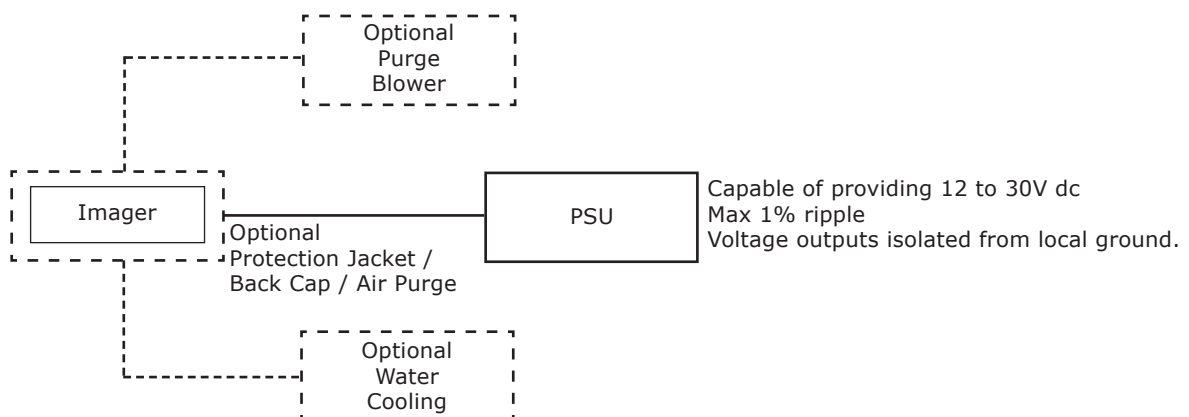 Optional
Purge
Blower
Imager
Optional
Protection Jacket /
Back Cap / Air Purge
PSU
Capable of providing 12 to 30V dc
Max 1% ripple
Voltage outputs isolated from local ground.
Optional
Water
Cooling